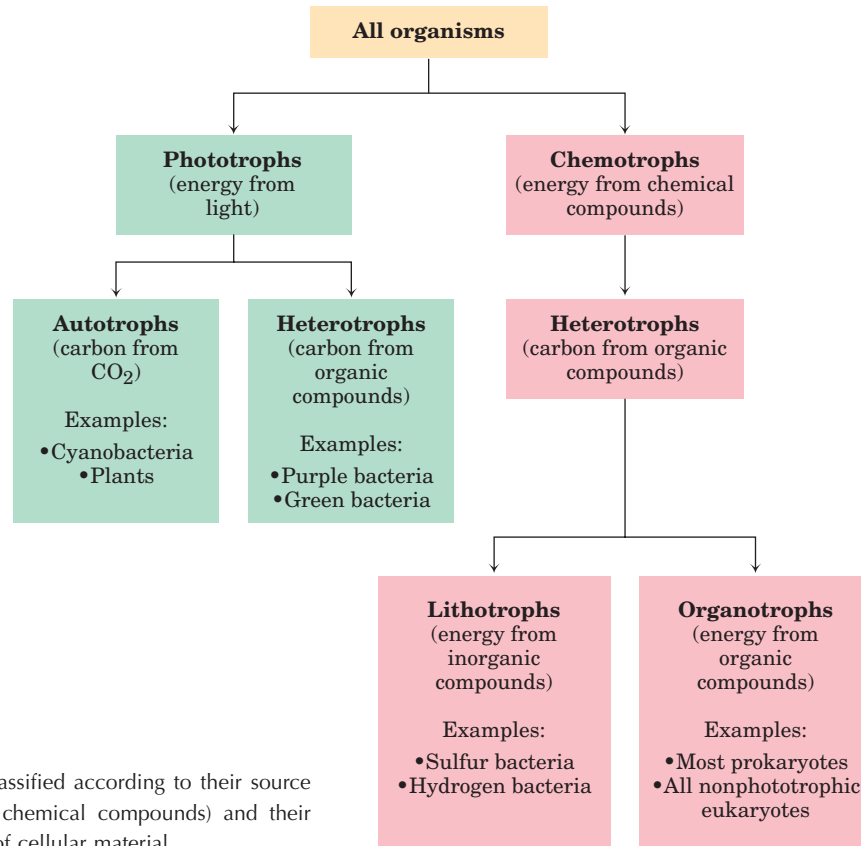 All organisms
Phototrophs
(energy from
light)
Chemotrophs
(energy from chemical
compounds)
Autotrophs
(carbon from
CO2)
Examples:
•Cyanobacteria
•Plants
Heterotrophs
(carbon from
organic
compounds)
Examples:
•Purple bacteria
•Green bacteria
Heterotrophs
(carbon from organic
compounds)
Lithotrophs
(energy from
inorganic
compounds)
Examples:
•Sulfur bacteria
•Hydrogen bacteria
Organotrophs
(energy from
organic
compounds)
Examples:
•Most prokaryotes
•All nonphototrophic
eukaryotes
according to their source
chemical compounds) and their
of cellular material